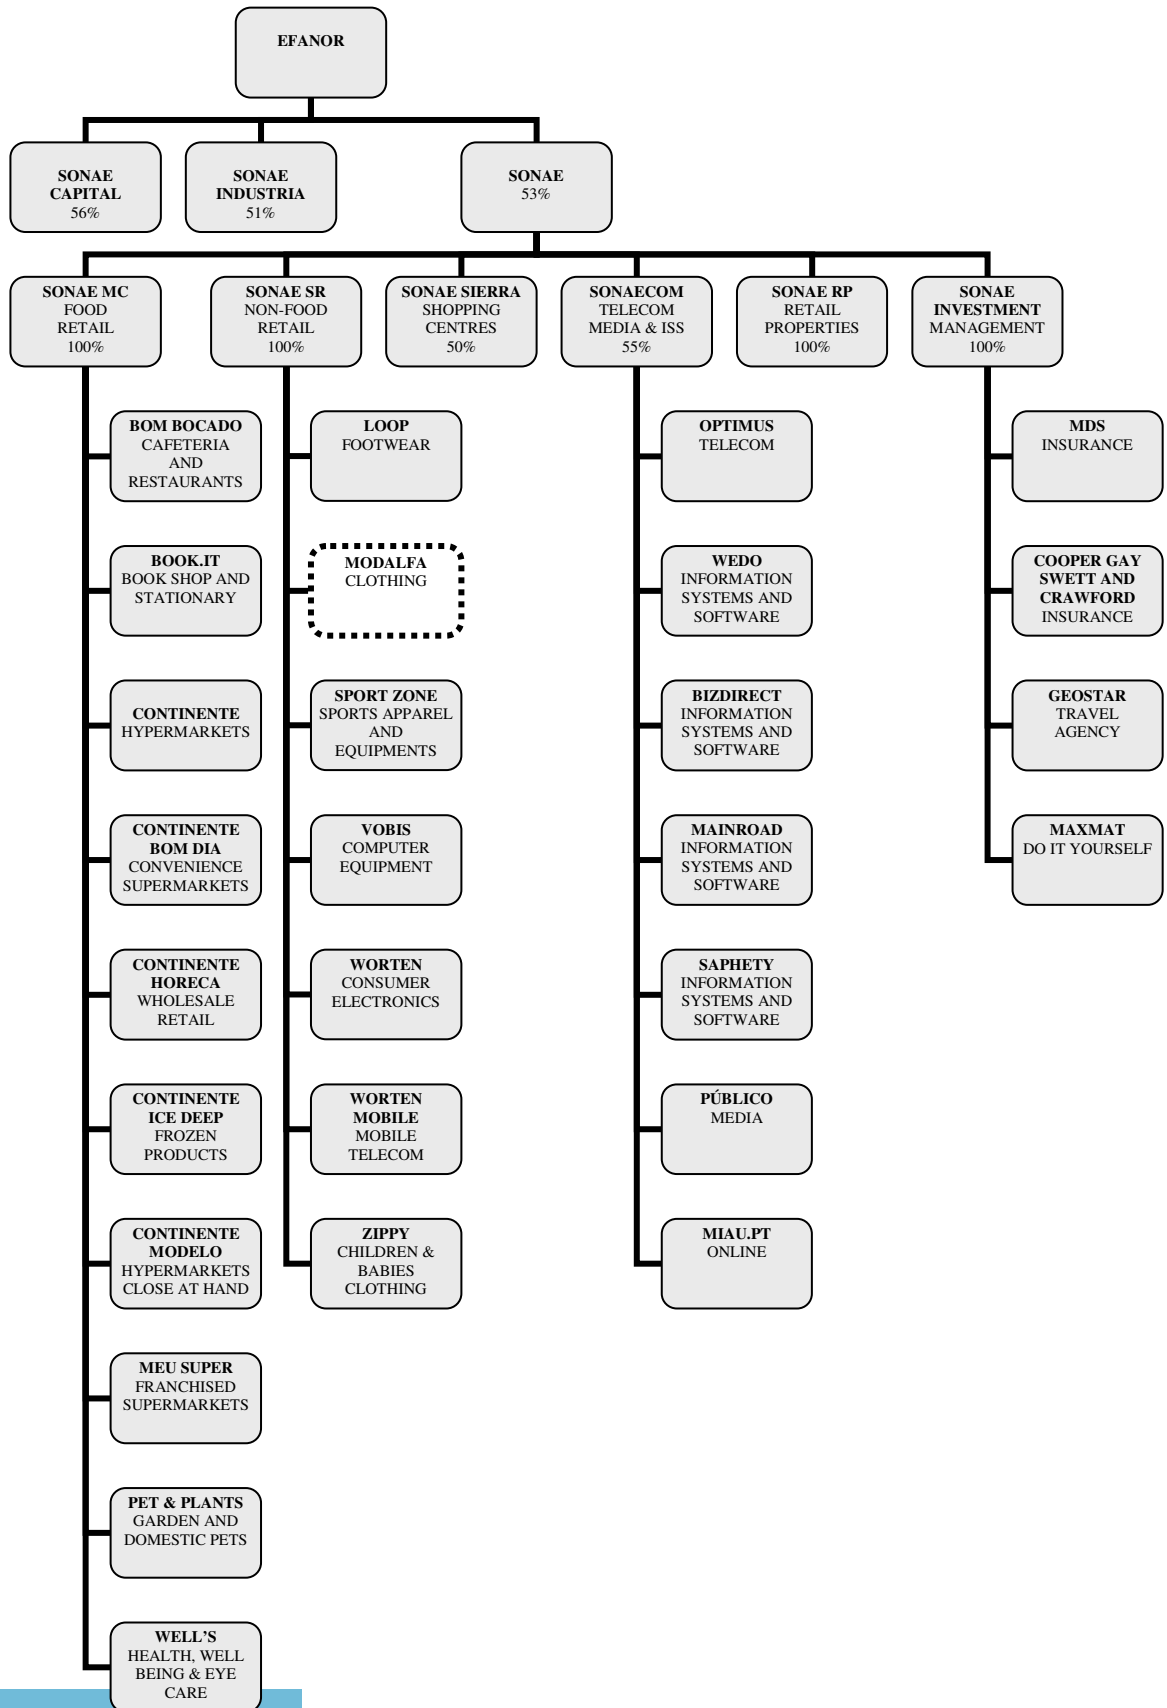 EFANOR
SONAE
CAPITAL
56%
SONAE
INDUSTRIA
51%
SONAE
53%
SONAE MC
FOOD
RETAIL
100%
SONAE SR
NON-FOOD
RETAIL
100%
SONAE SIERRA
SHOPPING
CENTRES
50%
SONAECOM
TELECOM
MEDIA & ISS
55%
SONAE RP
RETAIL
PROPERTIES
100%
SONAE
INVESTMENT
MANAGEMENT
100%
BOM BOCADO
CAFETERIA
AND
RESTAURANTS
BOOK.IT
BOOK SHOP AND
STATIONARY
CONTINENTE
HYPERMARKETS
CONTINENTE
BOM DIA
CONVENIENCE
SUPERMARKETS
CONTINENTE
HORECA
WHOLESALE
RETAIL
CONTINENTE
ICE DEEP
FROZEN
PRODUCTS
CONTINENTE
MODELO
HYPERMARKETS
CLOSE AT HAND
MEU SUPER
FRANCHISED
SUPERMARKETS
PET & PLANTS
GARDEN AND
DOMESTIC PETS
WELL'S
HEALTH, WELL
BEING & EYE
CARE
LOOP
FOOTWEAR
MODALFA
CLOTHING
SPORT ZONE
SPORTS APPAREL
AND
EQUIPMENTS
VOBIS
COMPUTER
EQUIPMENT
WORTEN
CONSUMER
ELECTRONICS
WORTEN
MOBILE
MOBILE
TELECOM
ZIPPY
CHILDREN &
BABIES
CLOTHING
OPTIMUS
TELECOM
WEDO
INFORMATION
SYSTEMS AND
SOFTWARE
BIZDIRECT
INFORMATION
SYSTEMS AND
SOFTWARE
MAINROAD
INFORMATION
SYSTEMS AND
SOFTWARE
SAPHETY
INFORMATION
SYSTEMS AND
SOFTWARE
PÚBLICO
MEDIA
MIAU.PT
ONLINE
MDS
INSURANCE
COOPER GAY
SWETT AND
CRAWFORD
INSURANCE
GEOSTAR
TRAVEL
AGENCY
MAXMAT
DO IT YOURSELF